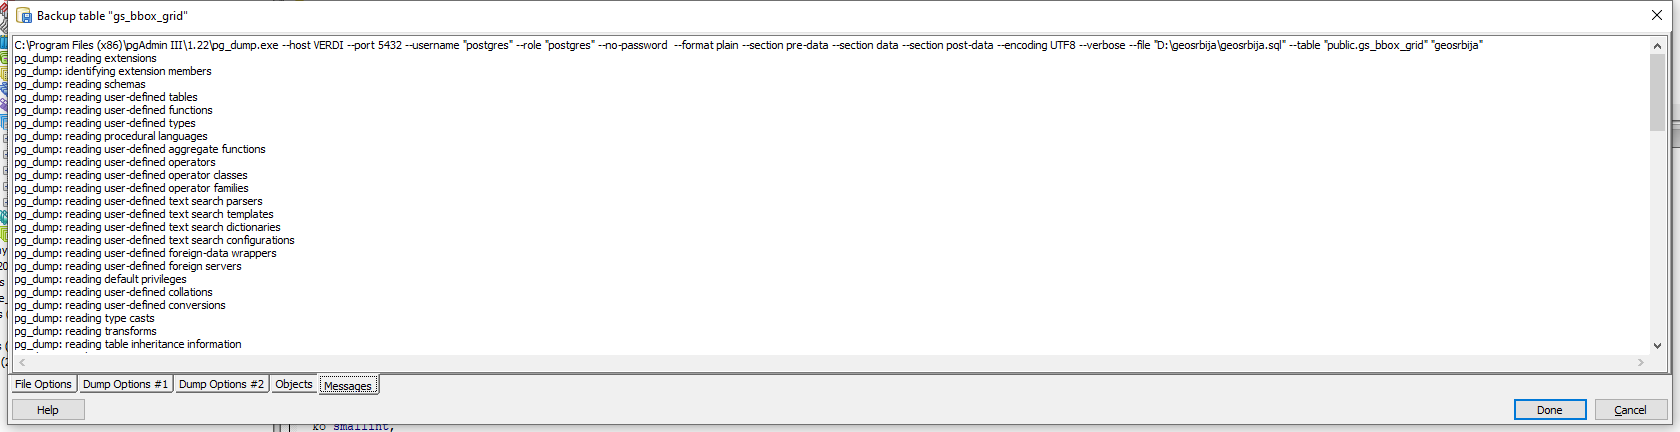 Backup table "gs_bbox_grid"
C:\Program Files (x86)\pgAdmin III\1.22\pg_dump.exe --host VERDI --port 5432 --username "postgres" --role "postgres" --no-password  --format plain --section pre-data --section data --section post-data --encoding UTF8 --verbose --file "D:\geosrbija\geosrbija.sql" --table "public.gs_bbox_grid" "geosrbija"
pg_dump: reading extensions
pg_dump: identifying extension members
pg_dump: reading schemas
pg_dump: reading user-defined tables
pg_dump: reading user-defined functions
pg_dump: reading user-defined types
pg_dump: reading procedural languages
pg_dump: reading user-defined aggregate functions
pg_dump: reading user-defined operators
pg_dump: reading user-defined operator classes
pg_dump: reading user-defined operator families
pg_dump: reading user-defined text search parsers
pg_dump: reading user-defined text search templates
pg_dump: reading user-defined text search dictionaries
pg_dump: reading user-defined text search configurations
pg_dump: reading user-defined foreign-data wrappers
pg_dump: reading user-defined foreign servers
pg_dump: reading default privileges
pg_dump: reading user-defined collations
pg_dump: reading user-defined conversions
pg_dump: reading type casts
pg_dump: reading transforms
pg_dump: reading table inheritance information
File Options Dump Options #1 Dump Options #2 Objects Messages
Help Done Cancel
ko smallint,